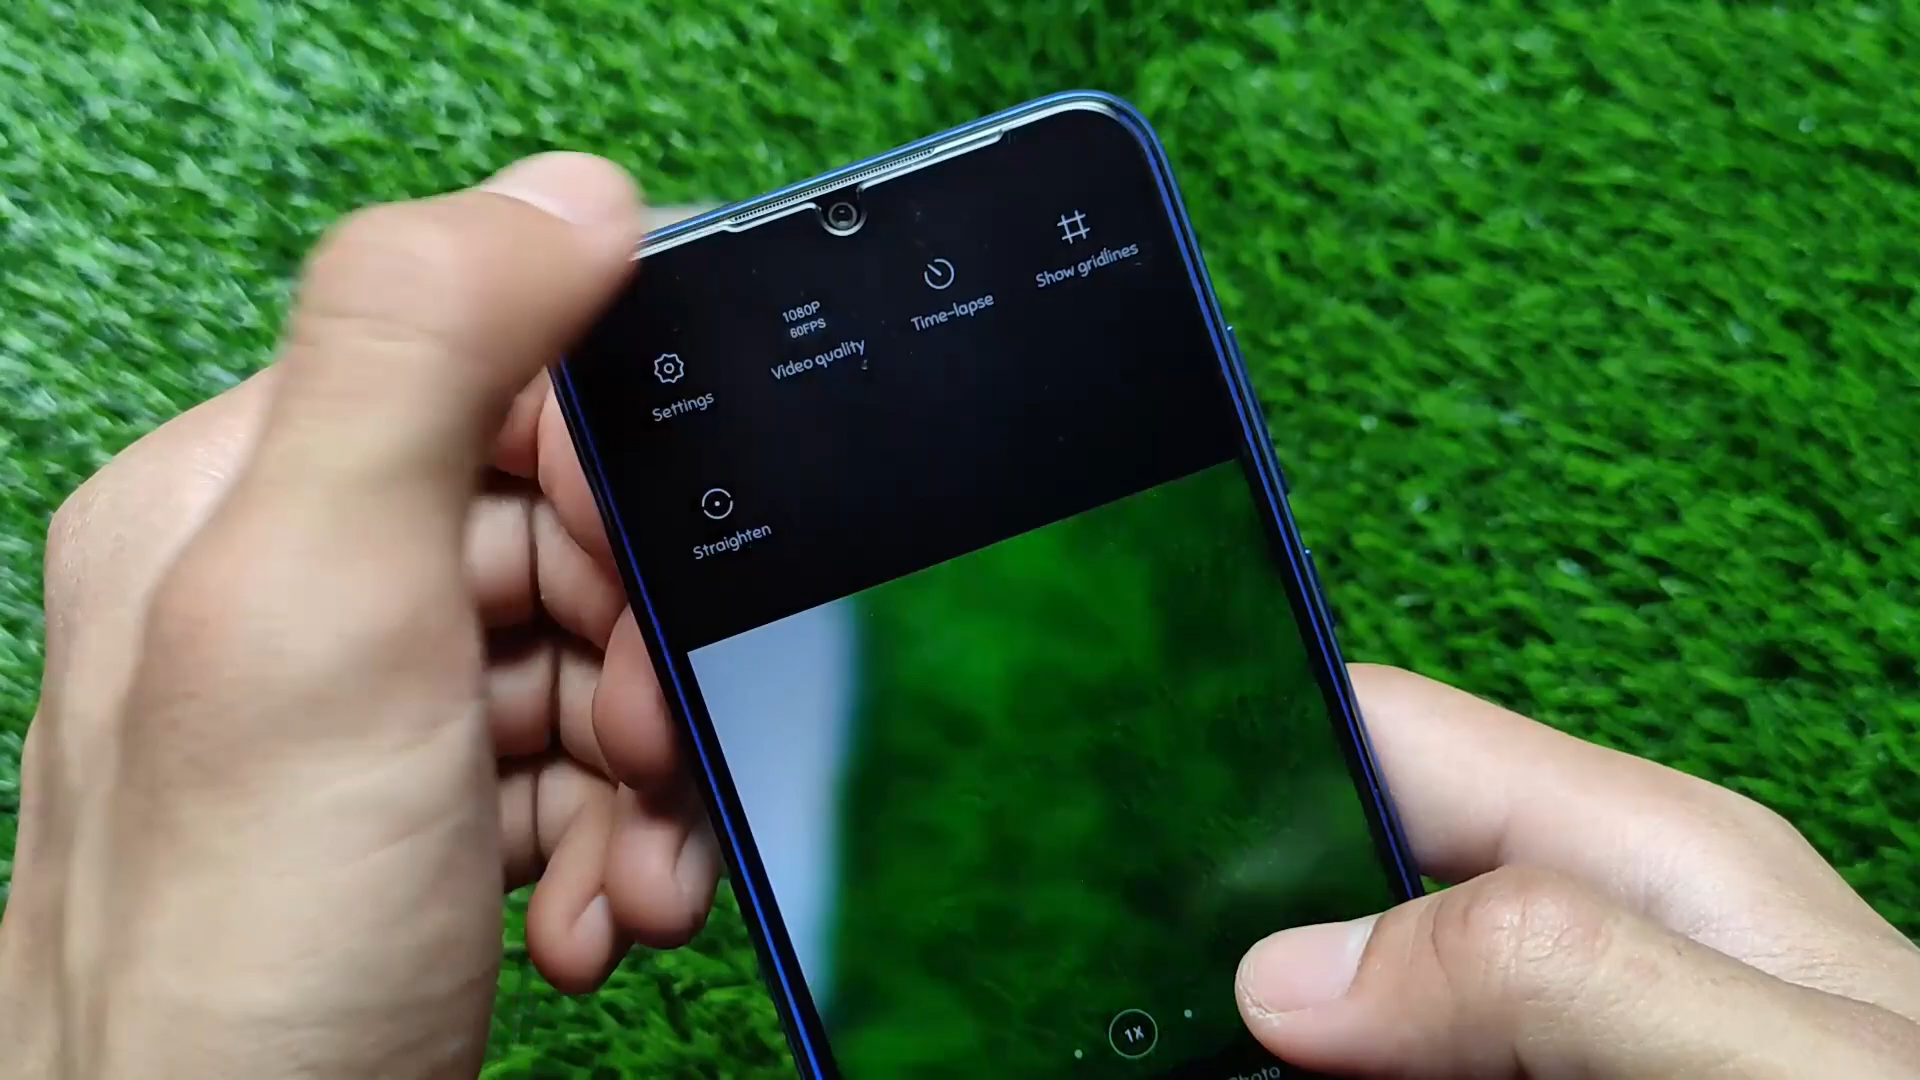 Settings
1080P
60FPS
Video quality
Time-lapse
Show gridlines
Straighten
1X